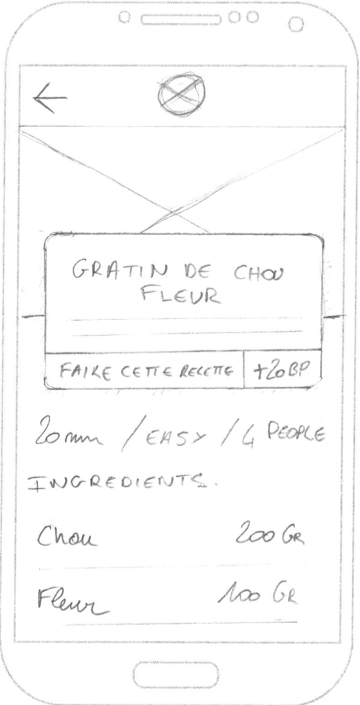 GRATIN DE CHOU
FLEUR
FAIRE CETTE RECETTE +20BP
20mn / EASY / 4 PEOPLE
INGREDIENTS.
Chou 200 GR
Fleur 100 GR